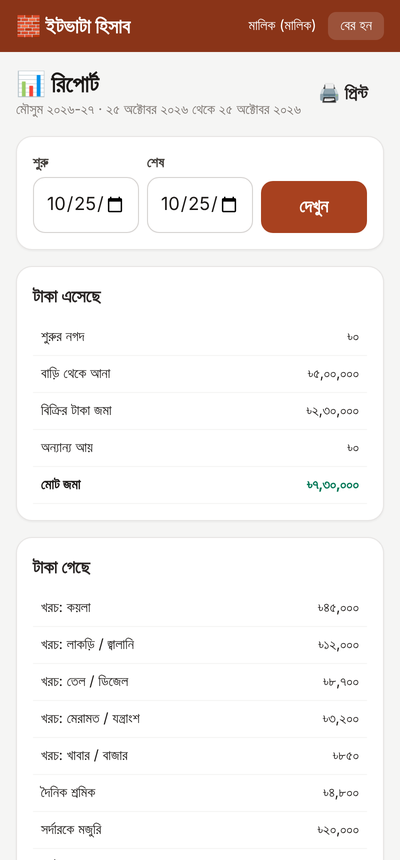 🧱 ইটভাটা হিসাব
মালিক (মালিক)
বের হন
📊 রিপোর্ট
🖨️ প্রিন্ট
মৌসুম ২০২৬-২৭ · ২৫ অক্টোবর ২০২৬ থেকে ২৫ অক্টোবর ২০২৬
শুরু
শেষ
10/25/
10/25/
দেখুন
টাকা এসেছে
শুরুর নগদ ৳০
বাড়ি থেকে আনা ৳৫,০০,০০০
বিক্রির টাকা জমা ৳২,৩০,০০০
অন্যান্য আয় ৳০
মোট জমা ৳৭,৩০,০০০
টাকা গেছে
খরচ: কয়লা ৳৪৫,০০০
খরচ: লাকড়ি / জ্বালানি ৳১২,০০০
খরচ: তেল / ডিজেল ৳৮,৭০০
খরচ: মেরামত / যন্ত্রাংশ ৳৩,২০০
খরচ: খাবার / বাজার ৳৮৫০
দৈনিক শ্রমিক ৳৪,৮০০
সর্দারকে মজুরি ৳২০,০০০